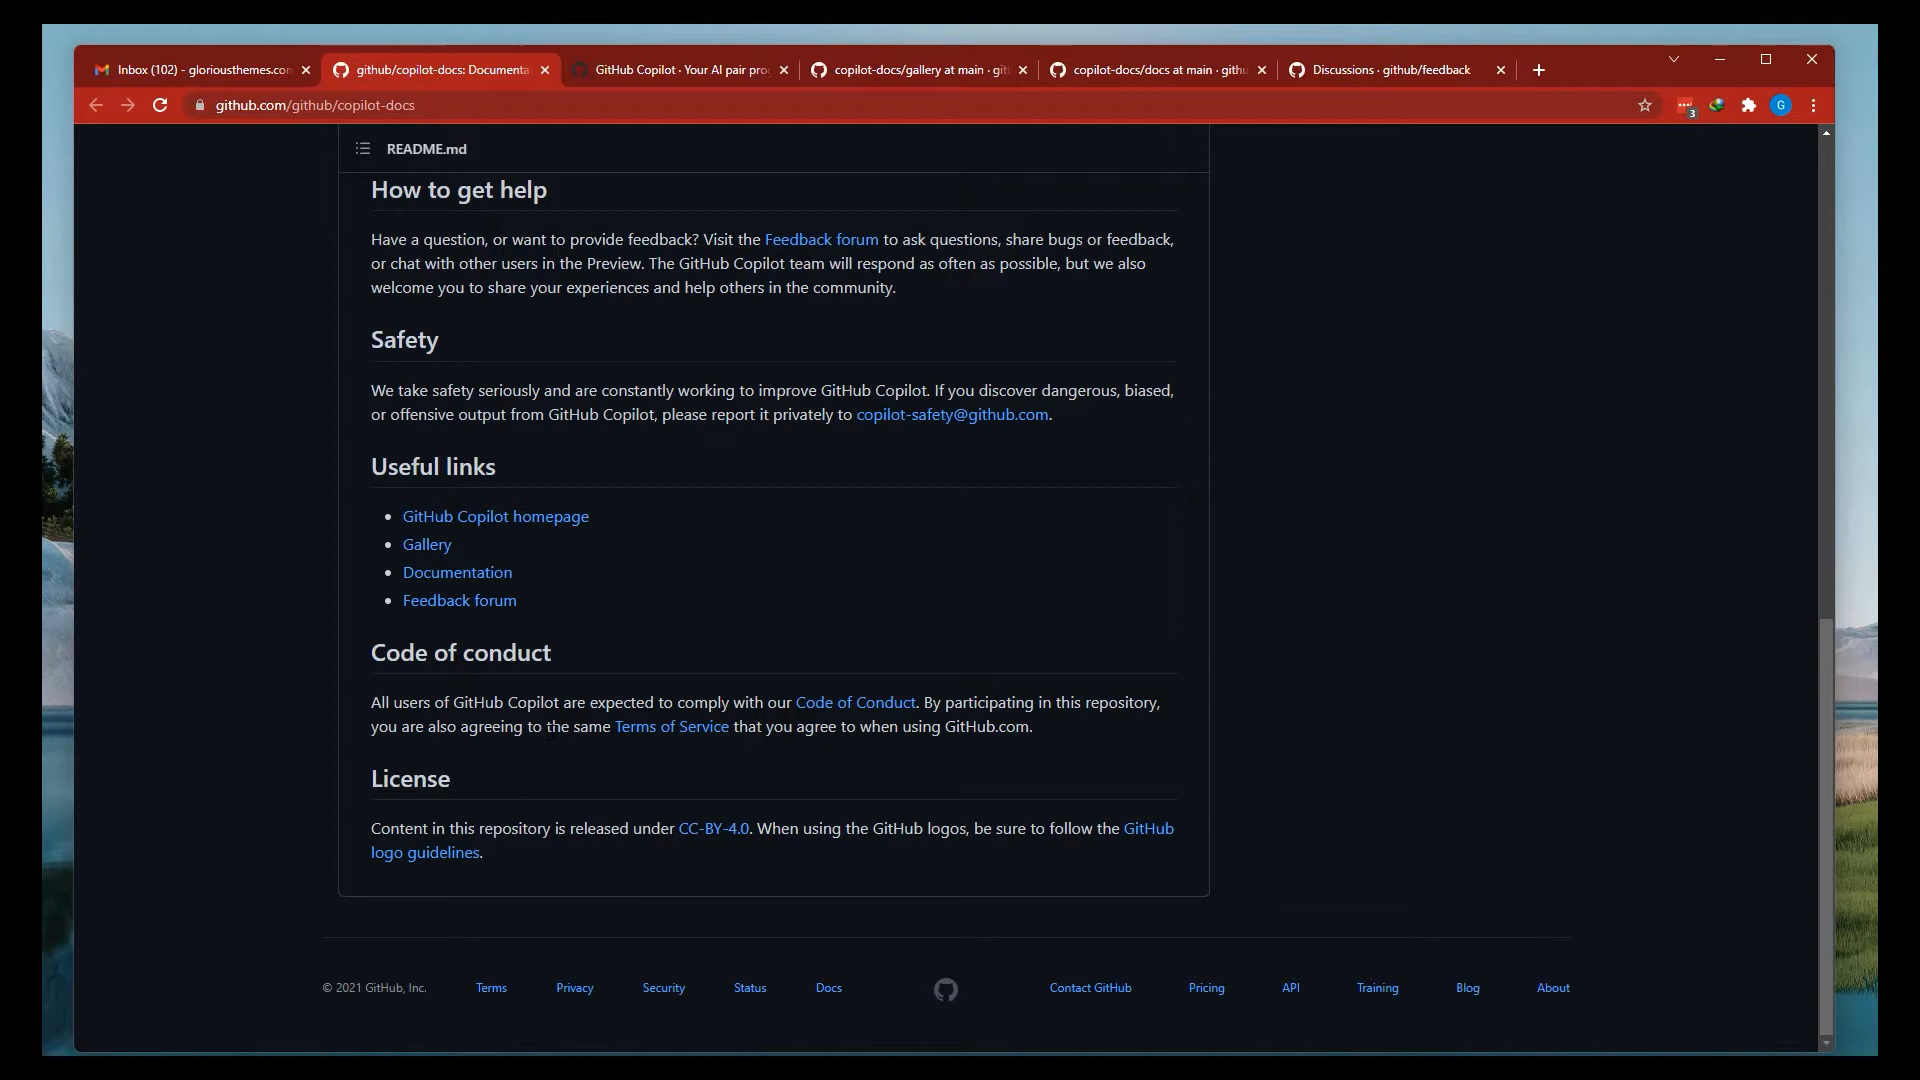 Inbox (102) - gloriousthemes.con
github/copilot-docs: Documenta
GitHub Copilot · Your AI pair pro
copilot-docs/gallery at main · git
copilot-docs/docs at main · githu
Discussions · github/feedback
github.com/github/copilot-docs
3
G
README.md
How to get help
Have a question, or want to provide feedback? Visit the Feedback forum to ask questions, share bugs or feedback,
or chat with other users in the Preview. The GitHub Copilot team will respond as often as possible, but we also
welcome you to share your experiences and help others in the community.
Safety
We take safety seriously and are constantly working to improve GitHub Copilot. If you discover dangerous, biased,
or offensive output from GitHub Copilot, please report it privately to copilot-safety@github.com.
Useful links
• GitHub Copilot homepage
• Gallery
• Documentation
• Feedback forum
Code of conduct
All users of GitHub Copilot are expected to comply with our Code of Conduct. By participating in this repository,
you are also agreeing to the same Terms of Service that you agree to when using GitHub.com.
License
Content in this repository is released under CC-BY-4.0. When using the GitHub logos, be sure to follow the GitHub
logo guidelines.
© 2021 GitHub, Inc. Terms Privacy Security Status Docs Contact GitHub Pricing API Training Blog About